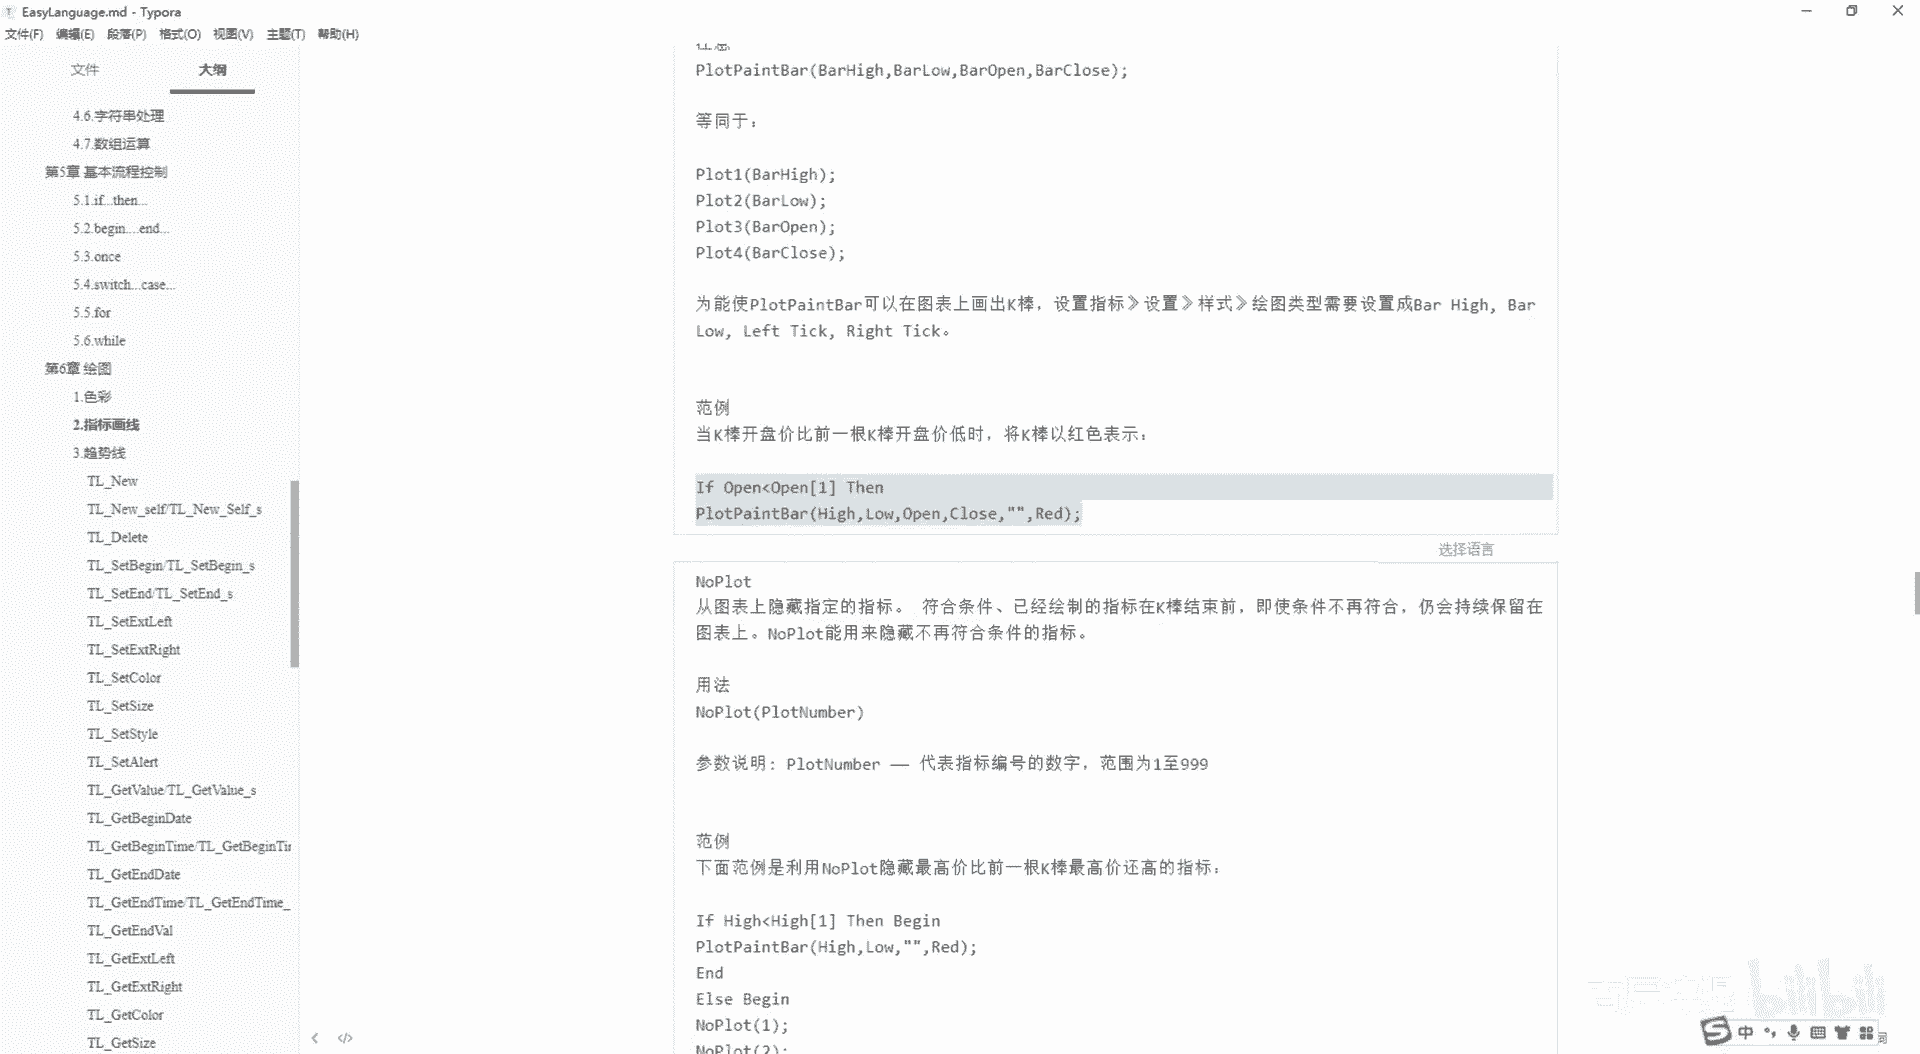 EasyLanguage.md - Typora
文件(F) 编辑(E) 段落(P) 格式(O) 视图(V) 主题(T) 帮助(H)
文件 大纲
4.6.字符串处理
4.7.数组运算
第5章 基本流程控制
5.1.if...then...
5.2.begin....end...
5.3.once
5.4.switch...case...
5.5.for
5.6.while
第6章 绘图
1.色彩
2.指标画线
3.趋势线
TL_New
TL_New_self/TL_New_Self_s
TL_Delete
TL_SetBegin/TL_SetBegin_s
TL_SetEnd/TL_SetEnd_s
TL_SetExtLeft
TL_SetExtRight
TL_SetColor
TL_SetSize
TL_SetStyle
TL_SetAlert
TL_GetValue/TL_GetValue_s
TL_GetBeginDate
TL_GetBeginTime/TL_GetBeginTi
TL_GetEndDate
TL_GetEndTime/TL_GetEndTime_
TL_GetEndVal
TL_GetExtLeft
TL_GetExtRight
TL_GetColor
TL_GetSize
PlotPaintBar(BarHigh,BarLow,BarOpen,BarClose);
等同于:
Plot1(BarHigh);
Plot2(BarLow);
Plot3(BarOpen);
Plot4(BarClose);
为能使PlotPaintBar可以在图表上画出K棒, 设置指标》设置》样式》绘图类型需要设置成Bar High, Bar
Low, Left Tick, Right Tick。
范例
当K棒开盘价比前一根K棒开盘价低时, 将K棒以红色表示:
If Open<Open[1] Then
PlotPaintBar(High,Low,Open,Close,"",Red);
选择语言
NoPlot
从图表上隐藏指定的指标。 符合条件、已经绘制的指标在K棒结束前, 即使条件不再符合, 仍会持续保留在
图表上。NoPlot能用来隐藏不再符合条件的指标。
用法
NoPlot(PlotNumber)
参数说明: PlotNumber —— 代表指标编号的数字, 范围为1至999
范例
下面范例是利用NoPlot隐藏最高价比前一根K棒最高价还高的指标:
If High<High[1] Then Begin
PlotPaintBar(High,Low,"",Red);
End
Else Begin
NoPlot(1);
NoPlot(2);
bilibili
中